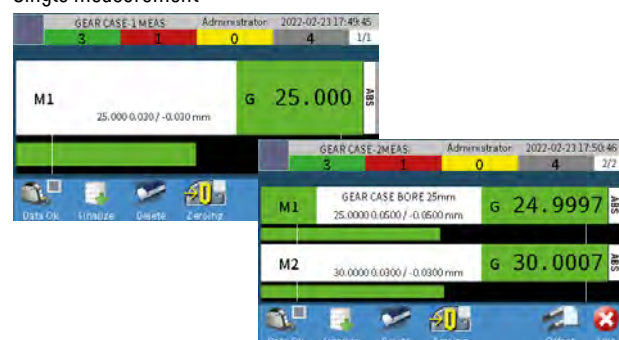 Single measurement
GEAR CASE-1 MEAS Administrator 2022-02-23 17:49:45
3 1 0 4 1/1
M1
25.000 0.030 / -0.030 mm
G 25.000
ABS
Data Ok Finalize Delete Zeroing
GEAR CASE-2MEAS. Administrator 2022-02-23 17:50:46
3 1 0 4 2/2
M1
GEAR CASE BORE 25mm
25.0000 0.0500 / -0.0500 mm
G 24.9997
ABS
M2
30.0000 0.0300 / -0.0300 mm
G 30.0007
ABS